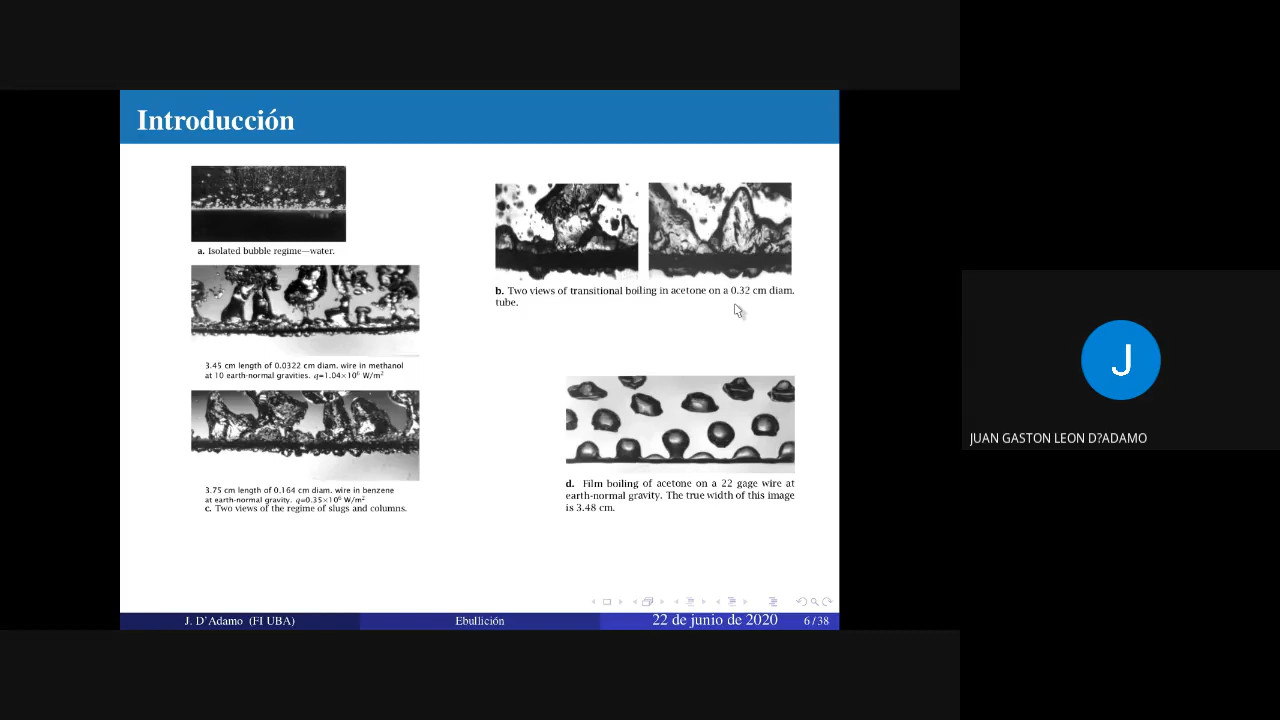 Introducción
a. Isolated bubble regime—water.
3.45 cm length of 0.0322 cm diam. wire in methanol
at 10 earth-normal gravities. q=1.04×10⁶ W/m²
3.75 cm length of 0.164 cm diam. wire in benzene
at earth-normal gravity. q=0.35×10⁶ W/m²
c. Two views of the regime of slugs and columns.
b. Two views of transitional boiling in acetone on a 0.32 cm diam.
tube.
d. Film boiling of acetone on a 22 gage wire at
earth-normal gravity. The true width of this image
is 3.48 cm.
J. D'Adamo (FI UBA)
Ebullición
22 de junio de 2020
6 / 38
J
JUAN GASTON LEON D?ADAMO